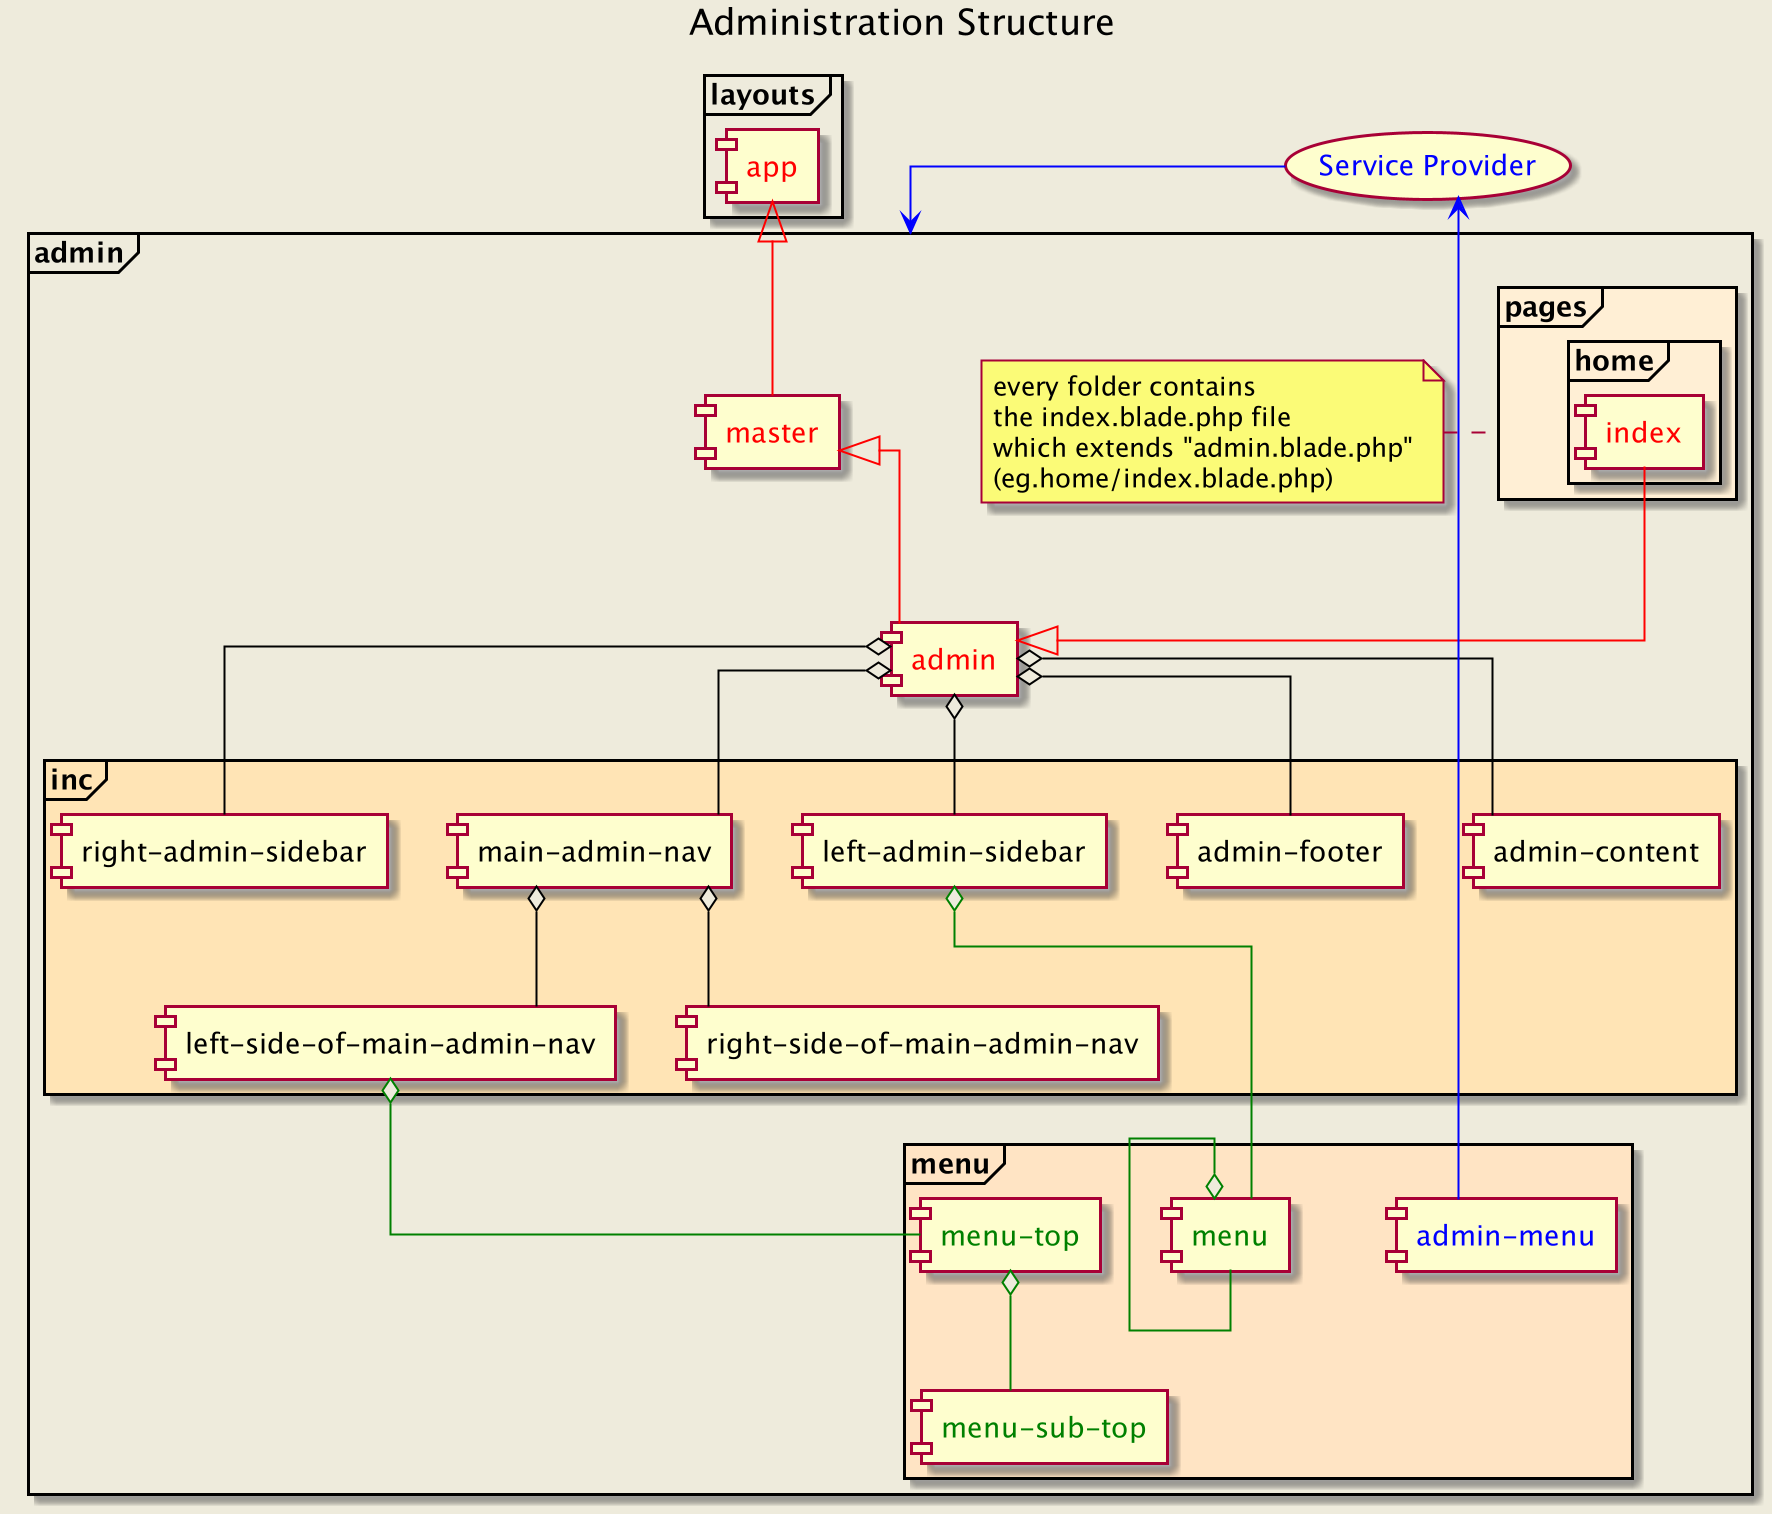 Administration Structure
layouts
app
Service Provider
admin
pages
home
every folder contains
the index.blade.php file
which extends "admin.blade.php"
(eg.home/index.blade.php)
master
index
admin
inc
right-admin-sidebar
main-admin-nav
left-admin-sidebar
admin-footer
admin-content
left-side-of-main-admin-nav
right-side-of-main-admin-nav
menu
menu-top
menu
admin-menu
menu-sub-top